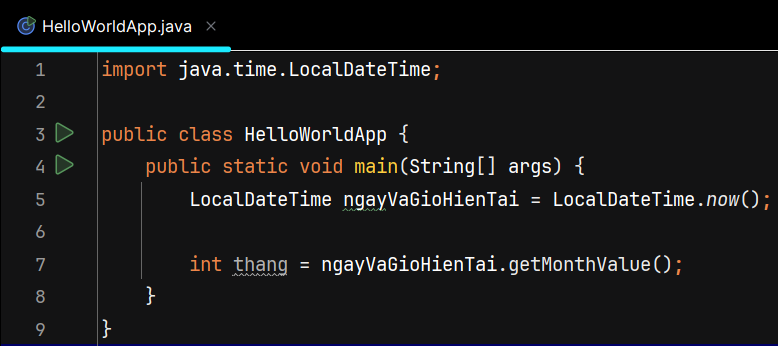 HelloWorldApp.java ×
1 import java.time.LocalDateTime;
2
3 public class HelloWorldApp {
4     public static void main(String[] args) {
5         LocalDateTime ngayVaGioHienTai = LocalDateTime.now();
6
7         int thang = ngayVaGioHienTai.getMonthValue();
8     }
9 }